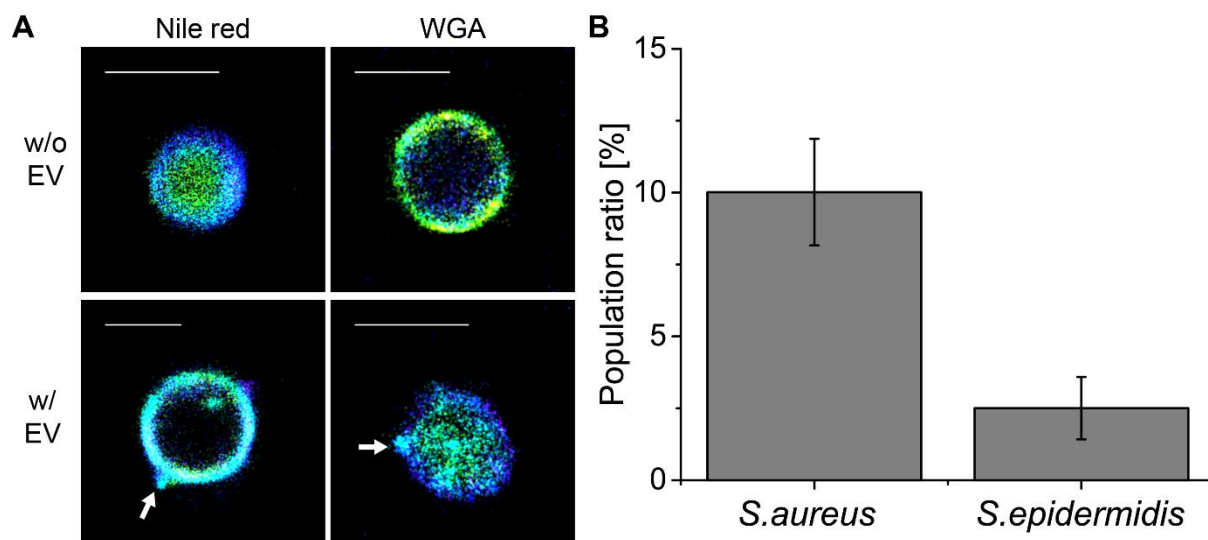 A
Nile red
WGA
w/o
EV
w/
EV
B
Population ratio [%]
15
10
5
0
S.aureus
S.epidermidis